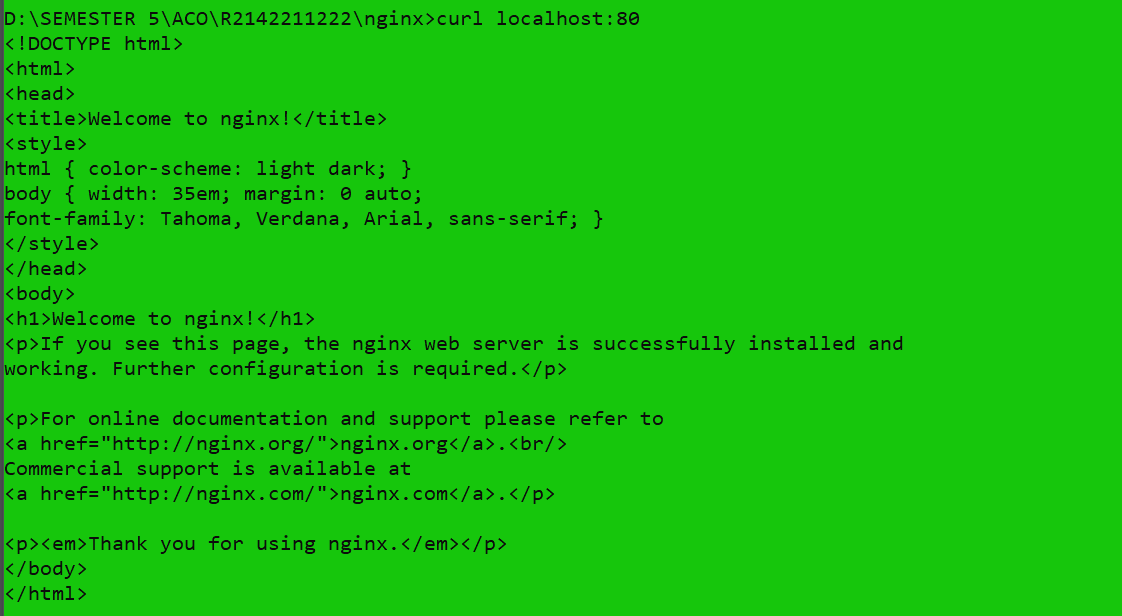 D:\SEMESTER 5\ACO\R2142211222\nginx>curl localhost:80
<!DOCTYPE html>
<html>
<head>
<title>Welcome to nginx!</title>
<style>
html { color-scheme: light dark; }
body { width: 35em; margin: 0 auto;
font-family: Tahoma, Verdana, Arial, sans-serif; }
</style>
</head>
<body>
<h1>Welcome to nginx!</h1>
<p>If you see this page, the nginx web server is successfully installed and
working. Further configuration is required.</p>

<p>For online documentation and support please refer to
<a href="http://nginx.org/">nginx.org</a>.<br/>
Commercial support is available at
<a href="http://nginx.com/">nginx.com</a>.</p>

<p><em>Thank you for using nginx.</em></p>
</body>
</html>